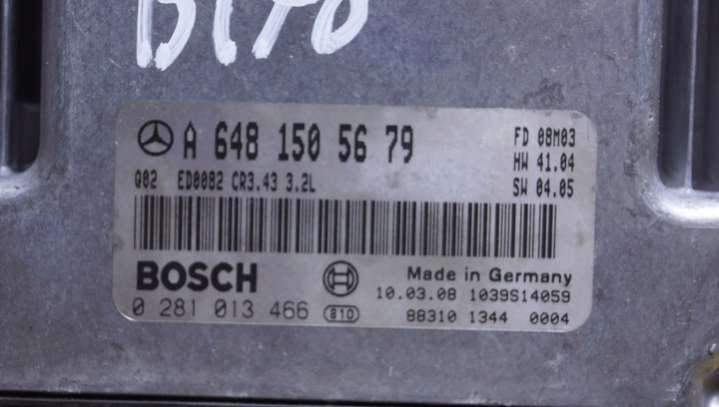 A 648 150 56 79
FD 08M03
HW 41.04
SW 04.05
Q02 ED0082 CR3.43 3.2L
BOSCH
Made in Germany
10.03.08 1039S14059
0 281 013 466 810
88310 1344 0004